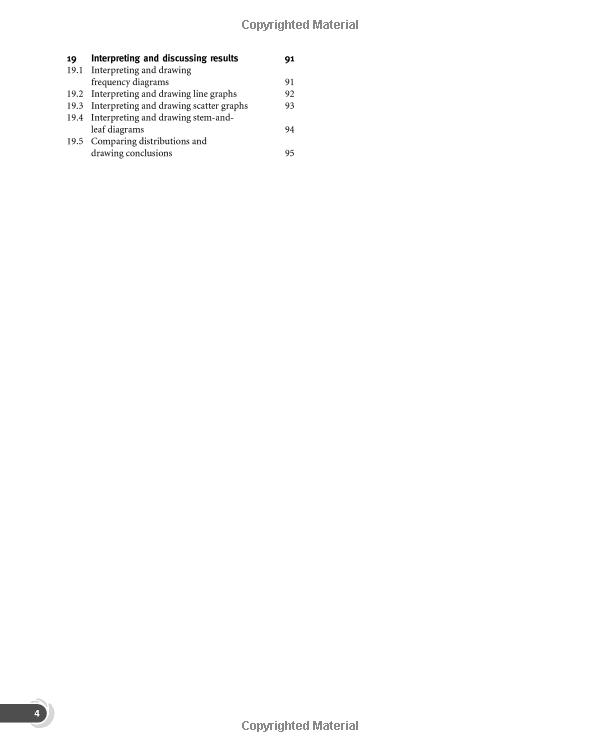 Copyrighted Material
19 Interpreting and discussing results 91
19.1 Interpreting and drawing
frequency diagrams 91
19.2 Interpreting and drawing line graphs 92
19.3 Interpreting and drawing scatter graphs 93
19.4 Interpreting and drawing stem-and-
leaf diagrams 94
19.5 Comparing distributions and
drawing conclusions 95
4
Copyrighted Material